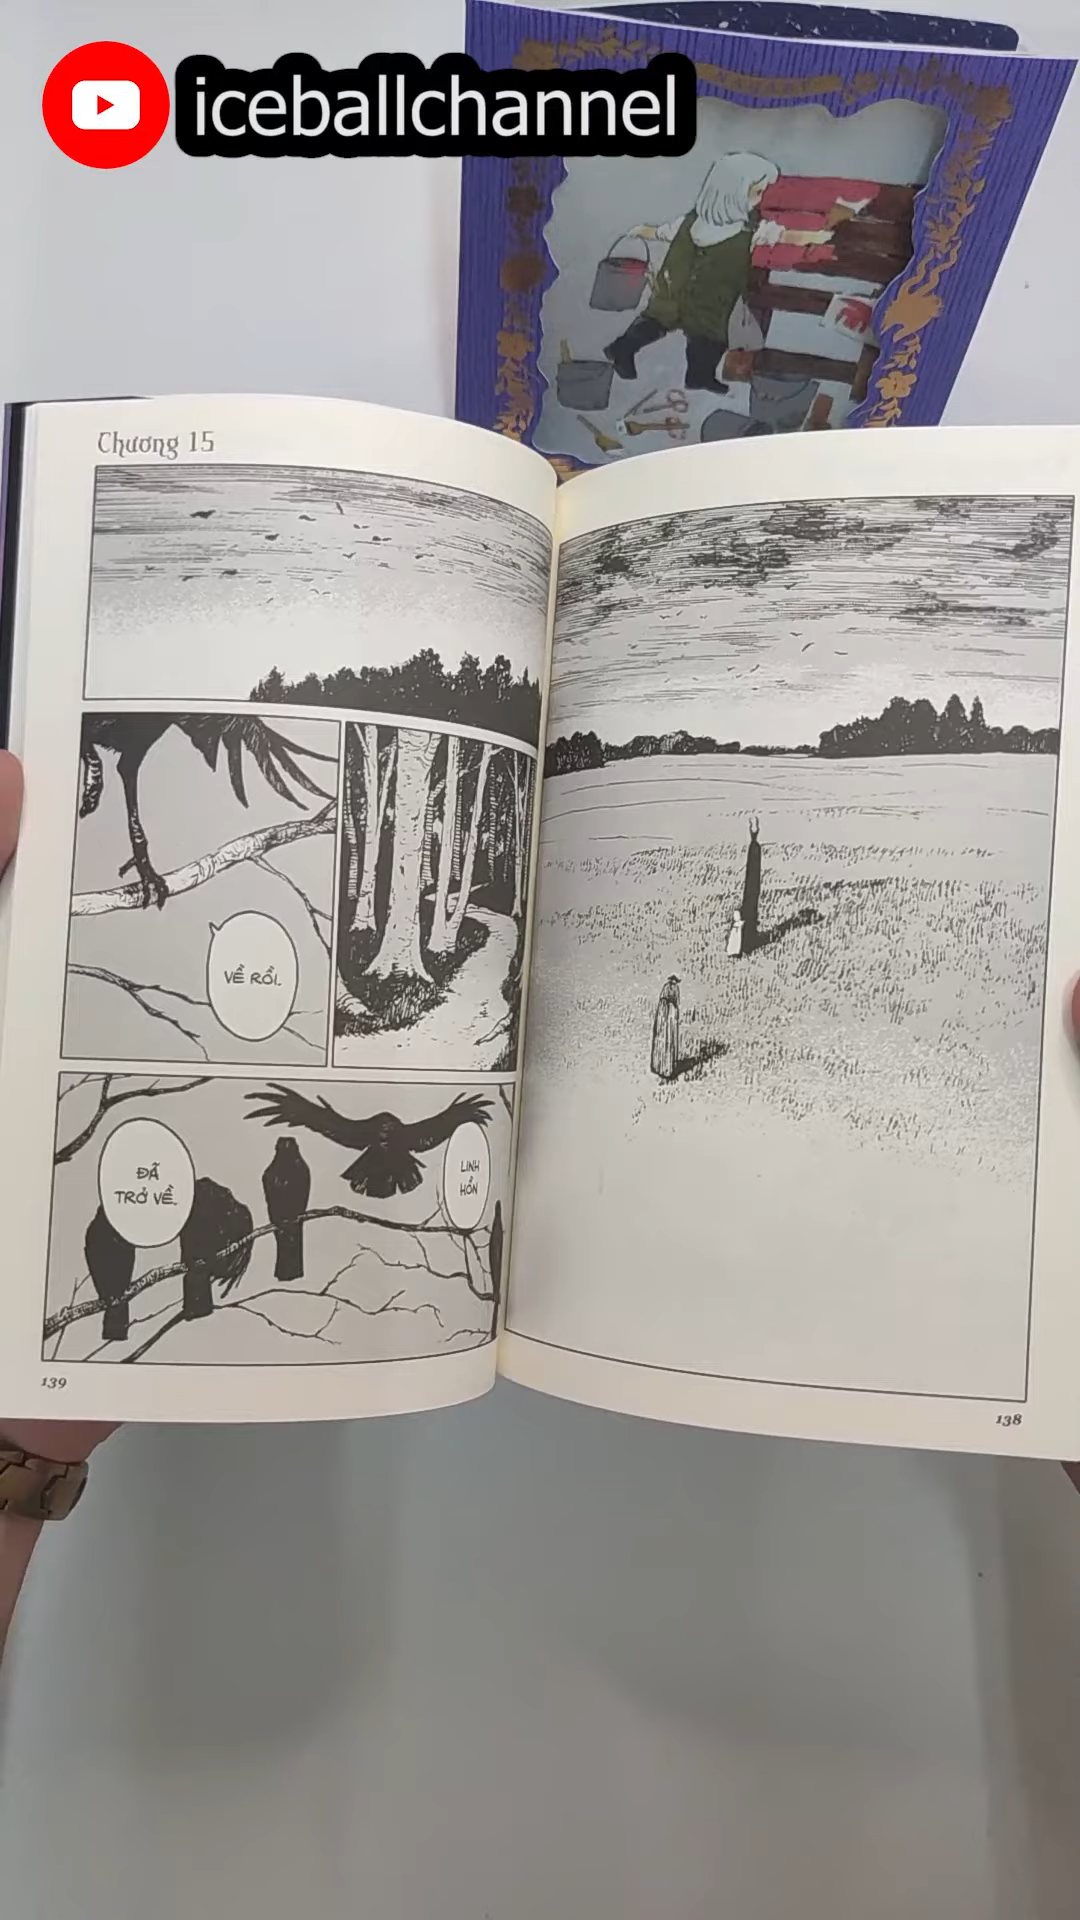 iceballchannel
Chương 15
VỀ RỒI.
LINH
HỒN
ĐÃ
TRỞ VỀ.
139
138